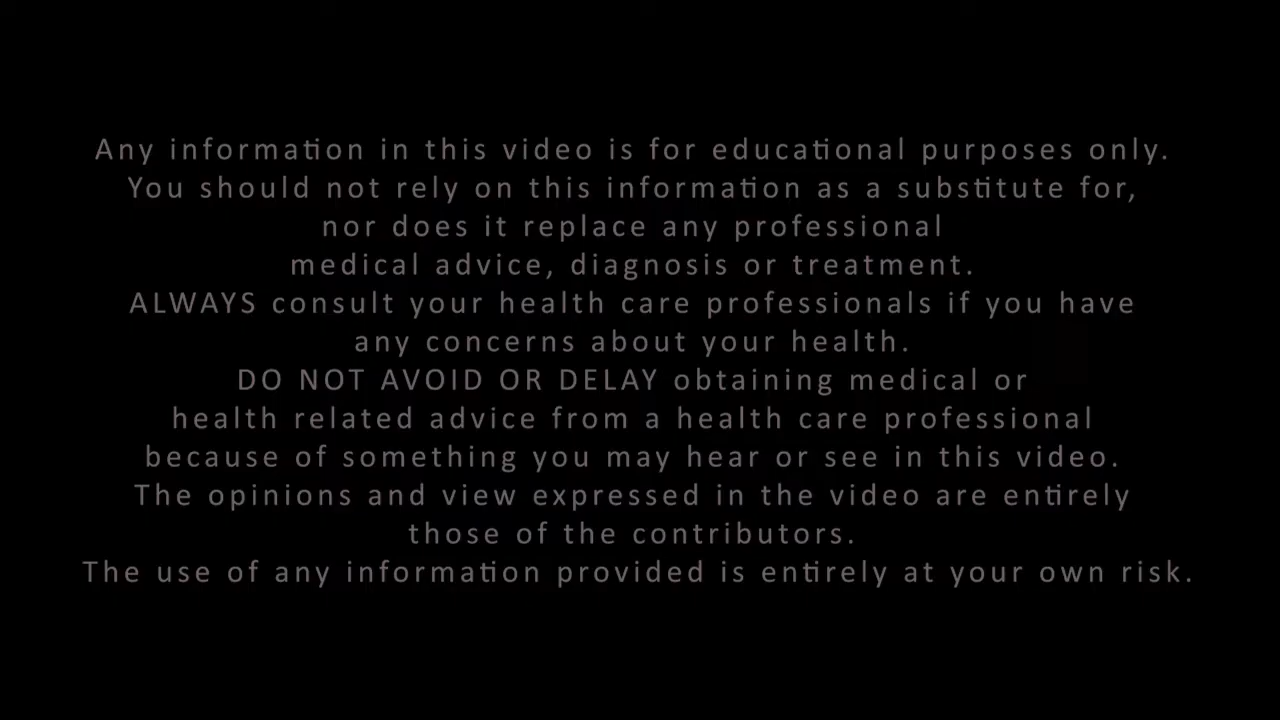 Any information in this video is for educational purposes only.
You should not rely on this information as a substitute for,
nor does it replace any professional
medical advice, diagnosis or treatment.
ALWAYS consult your health care professionals if you have
any concerns about your health.
DO NOT AVOID OR DELAY obtaining medical or
health related advice from a health care professional
because of something you may hear or see in this video.
The opinions and view expressed in the video are entirely
those of the contributors.
The use of any information provided is entirely at your own risk.